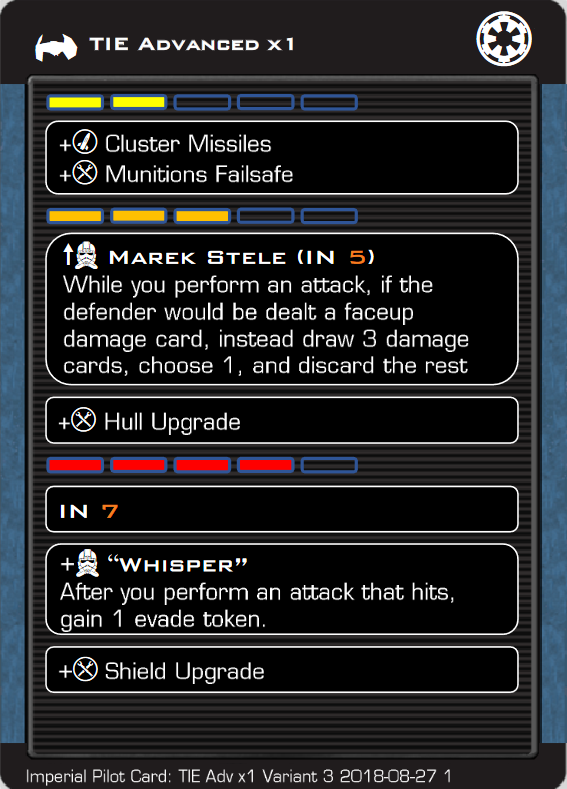 TIE Advanced x1
+ Cluster Missiles
+ Munitions Failsafe
Marek Stele (in 5)
While you perform an attack, if the
defender would be dealt a faceup
damage card, instead draw 3 damage
cards, choose 1, and discard the rest
+ Hull Upgrade
in 7
+ “Whisper”
After you perform an attack that hits,
gain 1 evade token.
+ Shield Upgrade
Imperial Pilot Card: TIE Adv x1 Variant 3 2018-08-27 1